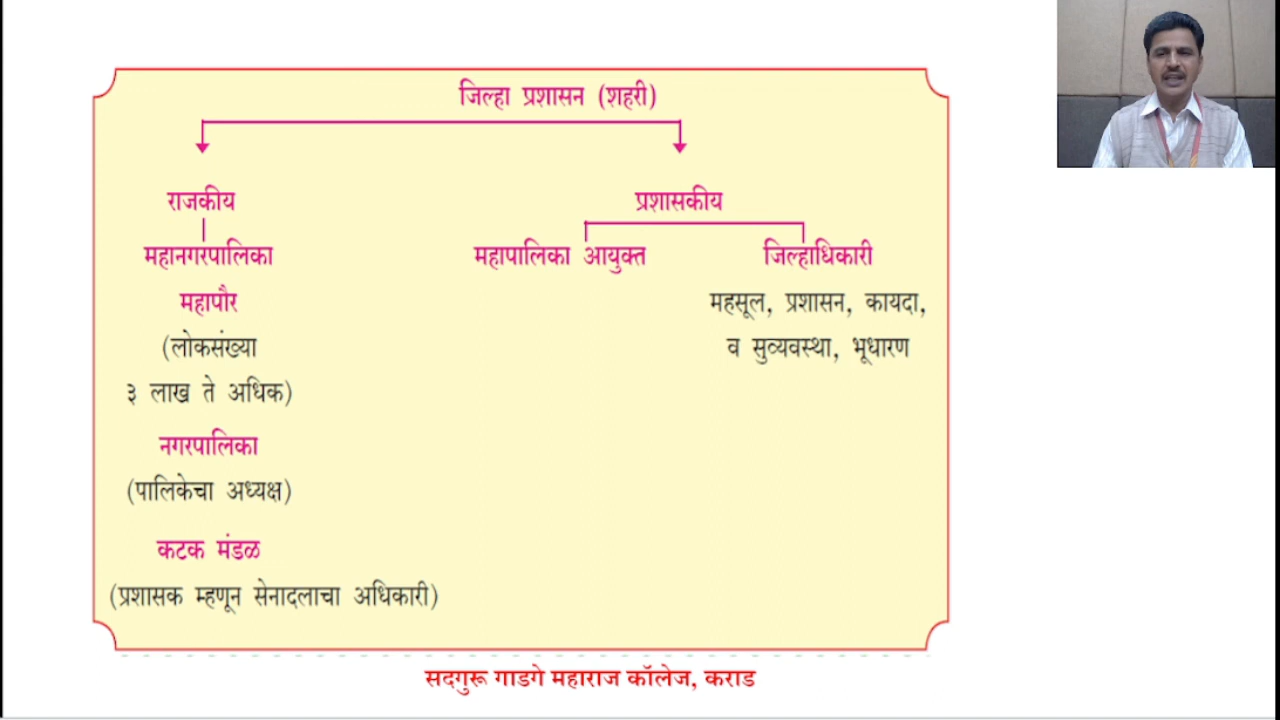 जिल्हा प्रशासन (शहरी)
राजकीय
प्रशासकीय
महानगरपालिका
महापालिका आयुक्त
जिल्हाधिकारी
महापौर
महसूल, प्रशासन, कायदा,
(लोकसंख्या
व सुव्यवस्था, भूधारण
३ लाख ते अधिक)
नगरपालिका
(पालिकेचा अध्यक्ष)
कटक मंडळ
(प्रशासक म्हणून सेनादलाचा अधिकारी)
सदगुरू गाडगे महाराज कॉलेज, कराड